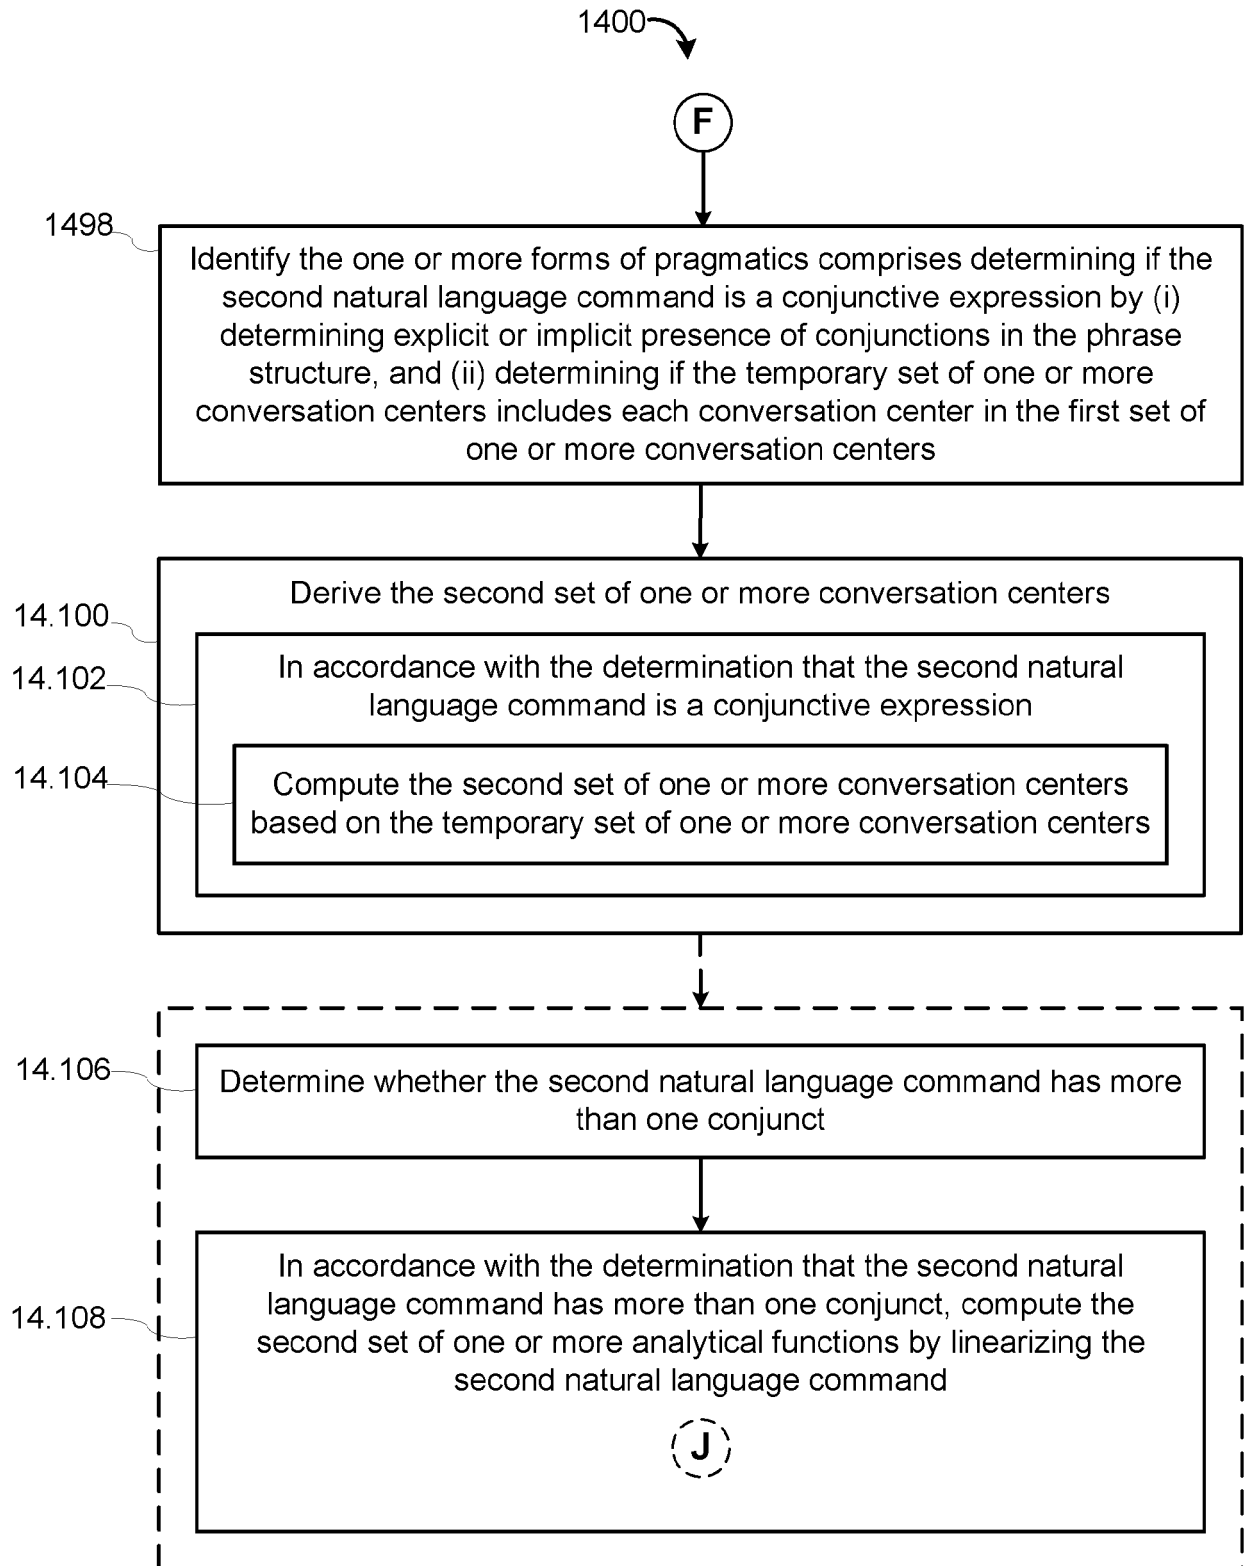 1400
F
1498
Identify the one or more forms of pragmatics comprises determining if the
second natural language command is a conjunctive expression by (i)
determining explicit or implicit presence of conjunctions in the phrase
structure, and (ii) determining if the temporary set of one or more
conversation centers includes each conversation center in the first set of
one or more conversation centers
14.100
Derive the second set of one or more conversation centers
14.102
In accordance with the determination that the second natural
language command is a conjunctive expression
14.104
Compute the second set of one or more conversation centers
based on the temporary set of one or more conversation centers
14.106
Determine whether the second natural language command has more
than one conjunct
14.108
In accordance with the determination that the second natural
language command has more than one conjunct, compute the
second set of one or more analytical functions by linearizing the
second natural language command
J